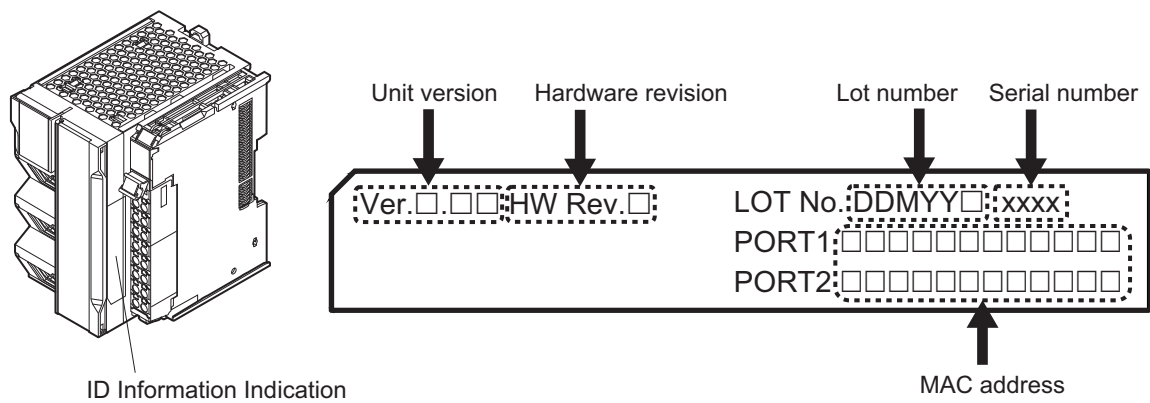 Unit version Hardware revision Lot number Serial number
Ver.□.□□ HW Rev.□ LOT No. DDMYY□ xxxx
PORT1 □□□□□□□□□□□□
PORT2 □□□□□□□□□□□□
ID Information Indication MAC address